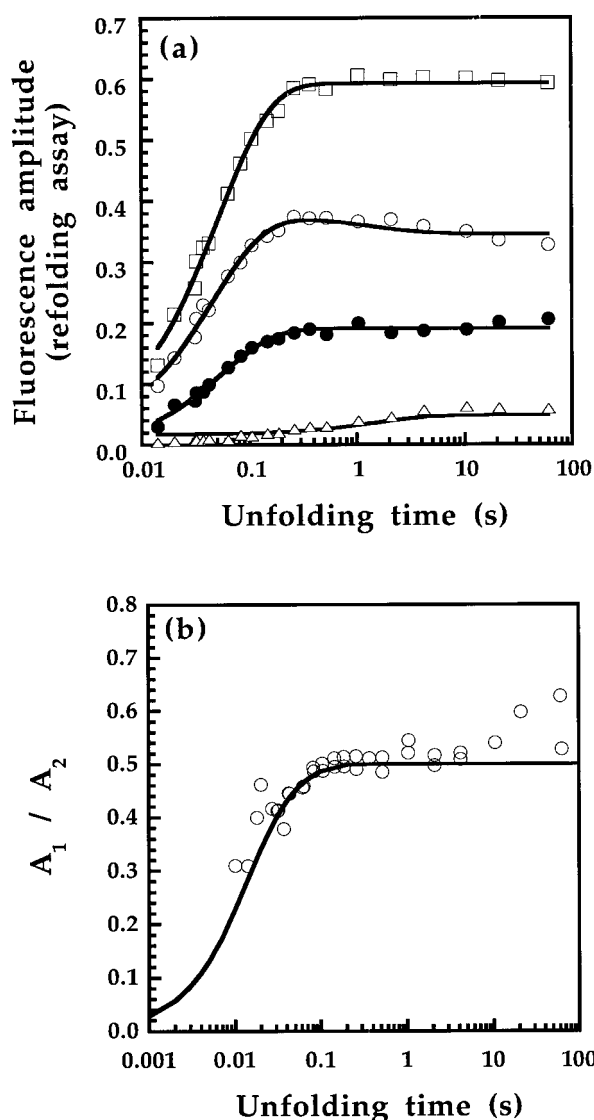 (a)
Fluorescence amplitude
(refolding assay)
0.7
0.6
0.5
0.4
0.3
0.2
0.1
0.0
0.01 0.1 1 10 100
Unfolding time (s)
(b)
A1 / A2
0.8
0.7
0.6
0.5
0.4
0.3
0.2
0.1
0.0
0.001 0.01 0.1 1 10 100
Unfolding time (s)